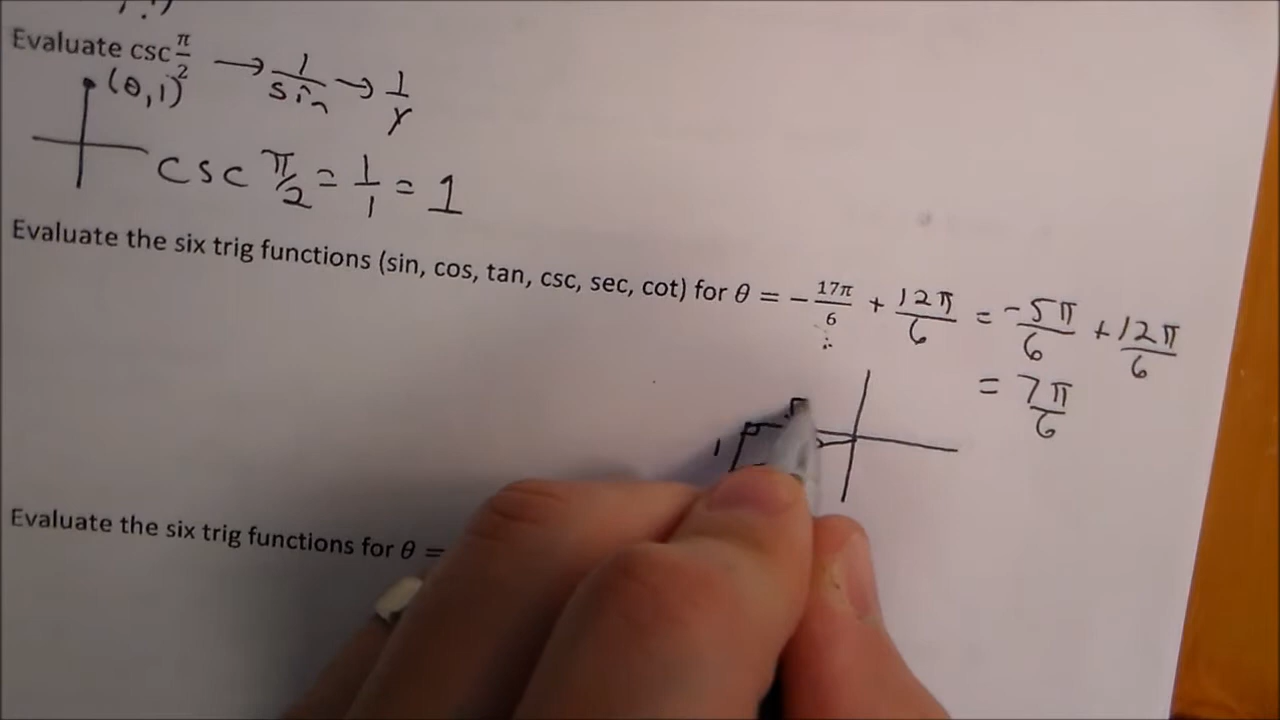 Evaluate csc π/2 → 1/sin → 1/y
(0,1)
csc π/2 = 1/1 = 1
Evaluate the six trig functions (sin, cos, tan, csc, sec, cot) for θ = − 17π/6 + 12π/6 = -5π/6 + 12π/6
= 7π/6
1
Evaluate the six trig functions for θ =